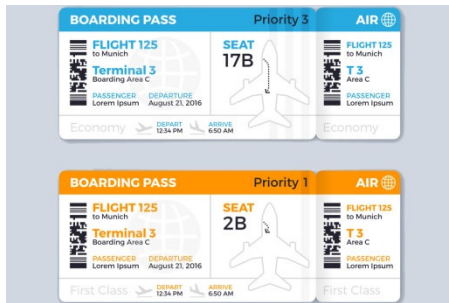 BOARDING PASS Priority 3 AIR
FLIGHT 125 SEAT FLIGHT 125
to Munich 17B to Munich
Terminal 3 T 3
Boarding Area C Area C
PASSENGER DEPARTURE PASSENGER
Lorem Ipsum August 21, 2016 Lorem Ipsum
Economy DEPART 12:34 PM ARRIVE 6:50 AM Economy
BOARDING PASS Priority 1 AIR
FLIGHT 125 SEAT FLIGHT 125
to Munich 2B to Munich
Terminal 3 T 3
Boarding Area C Area C
PASSENGER DEPARTURE PASSENGER
Lorem Ipsum August 21, 2016 Lorem Ipsum
First Class DEPART 12:34 PM ARRIVE 6:50 AM First Class